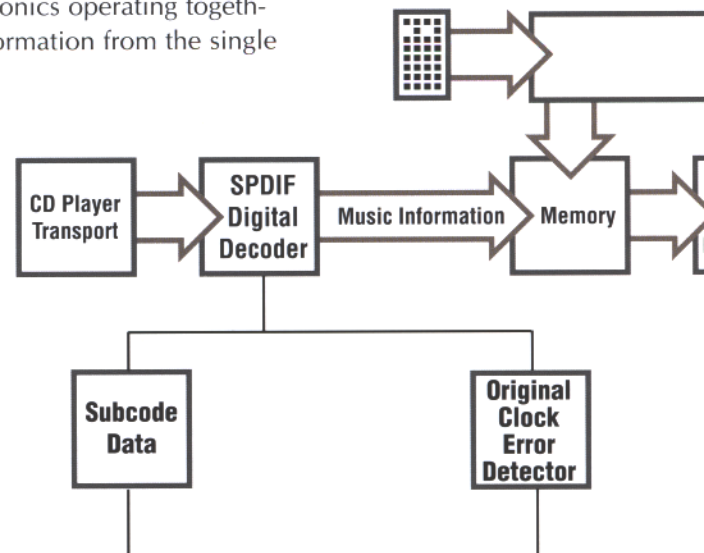 onics operating togeth-
ormation from the single
CD Player
Transport
SPDIF
Digital
Decoder
Music Information
Memory
Subcode
Data
Original
Clock
Error
Detector